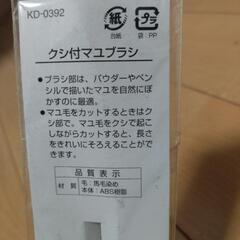 KD-0392
紙
台紙
プラ
袋:PP
クシ付マユブラシ
●ブラシ部は、パウダーやペン
シルで描いたマユを自然にぼ
かすのに最適。
●マユ毛をカットするときはクシ
部で。マユ毛をクシで起こ
しながらカットすると、長さを
きれいにそろえることができ
ます。
品質表示
材質
毛:馬毛染め
本体:ABS樹脂